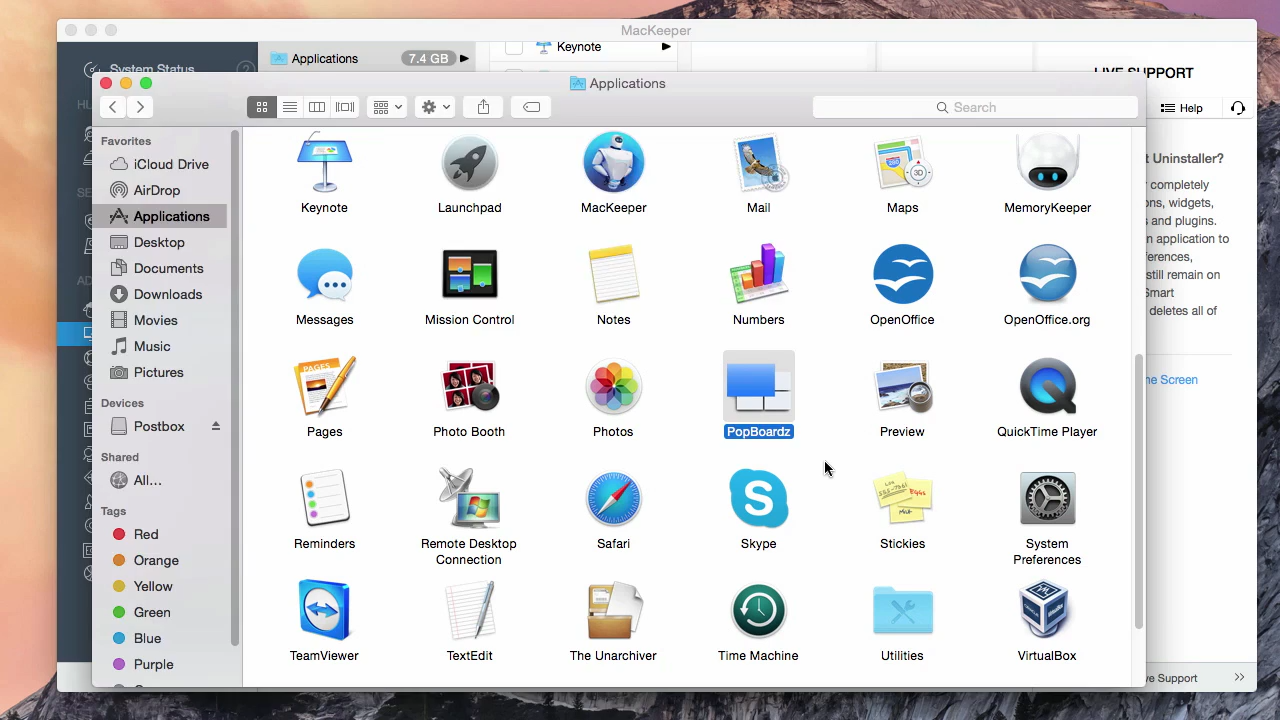 MacKeeper
System Status
?
Applications
7.4 GB
Keynote
LIVE SUPPORT
Applications
Search
Help
Favorites
iCloud Drive
AirDrop
Applications
Desktop
Documents
Downloads
Movies
Music
Pictures
Devices
Postbox
Shared
All...
Tags
Red
Orange
Yellow
Green
Blue
Purple
Keynote
Launchpad
MacKeeper
Mail
Maps
MemoryKeeper
Messages
Mission Control
Notes
Numbers
OpenOffice
OpenOffice.org
Pages
Photo Booth
Photos
PopBoardz
Preview
QuickTime Player
Reminders
Remote Desktop
Connection
Safari
Skype
Stickies
System
Preferences
TeamViewer
TextEdit
The Unarchiver
Time Machine
Utilities
VirtualBox
Uninstaller?
completely
widgets,
and plugins.
application to
still remain on
Smart
deletes all of
Screen
Support